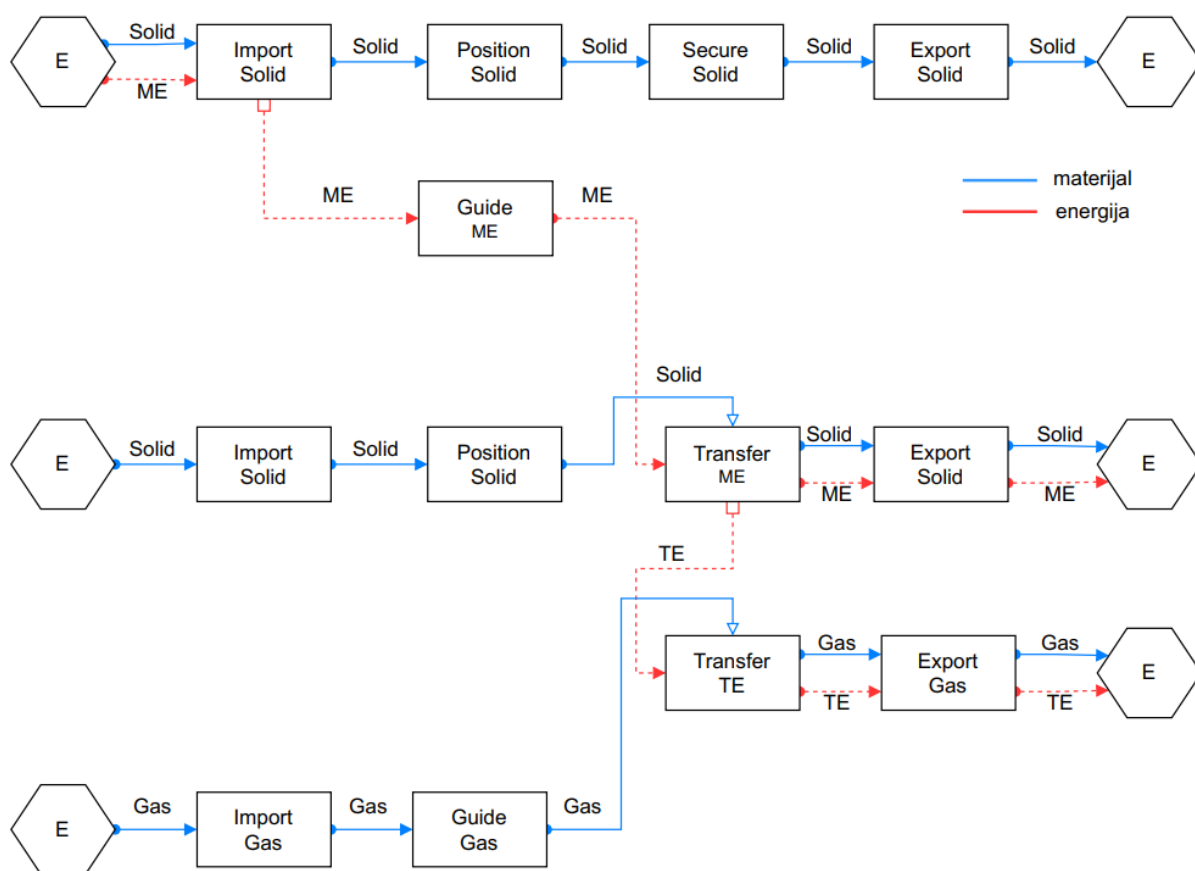 Solid
Solid
Solid
Solid
Solid
E
Import
Solid
Position
Solid
Secure
Solid
Export
Solid
E
ME
ME
Guide
ME
ME
materijal
energija
Solid
E
Solid
Import
Solid
Solid
Position
Solid
Transfer
ME
Solid
ME
Export
Solid
Solid
ME
E
TE
Transfer
TE
Gas
TE
Export
Gas
Gas
TE
E
E
Gas
Import
Gas
Gas
Guide
Gas
Gas